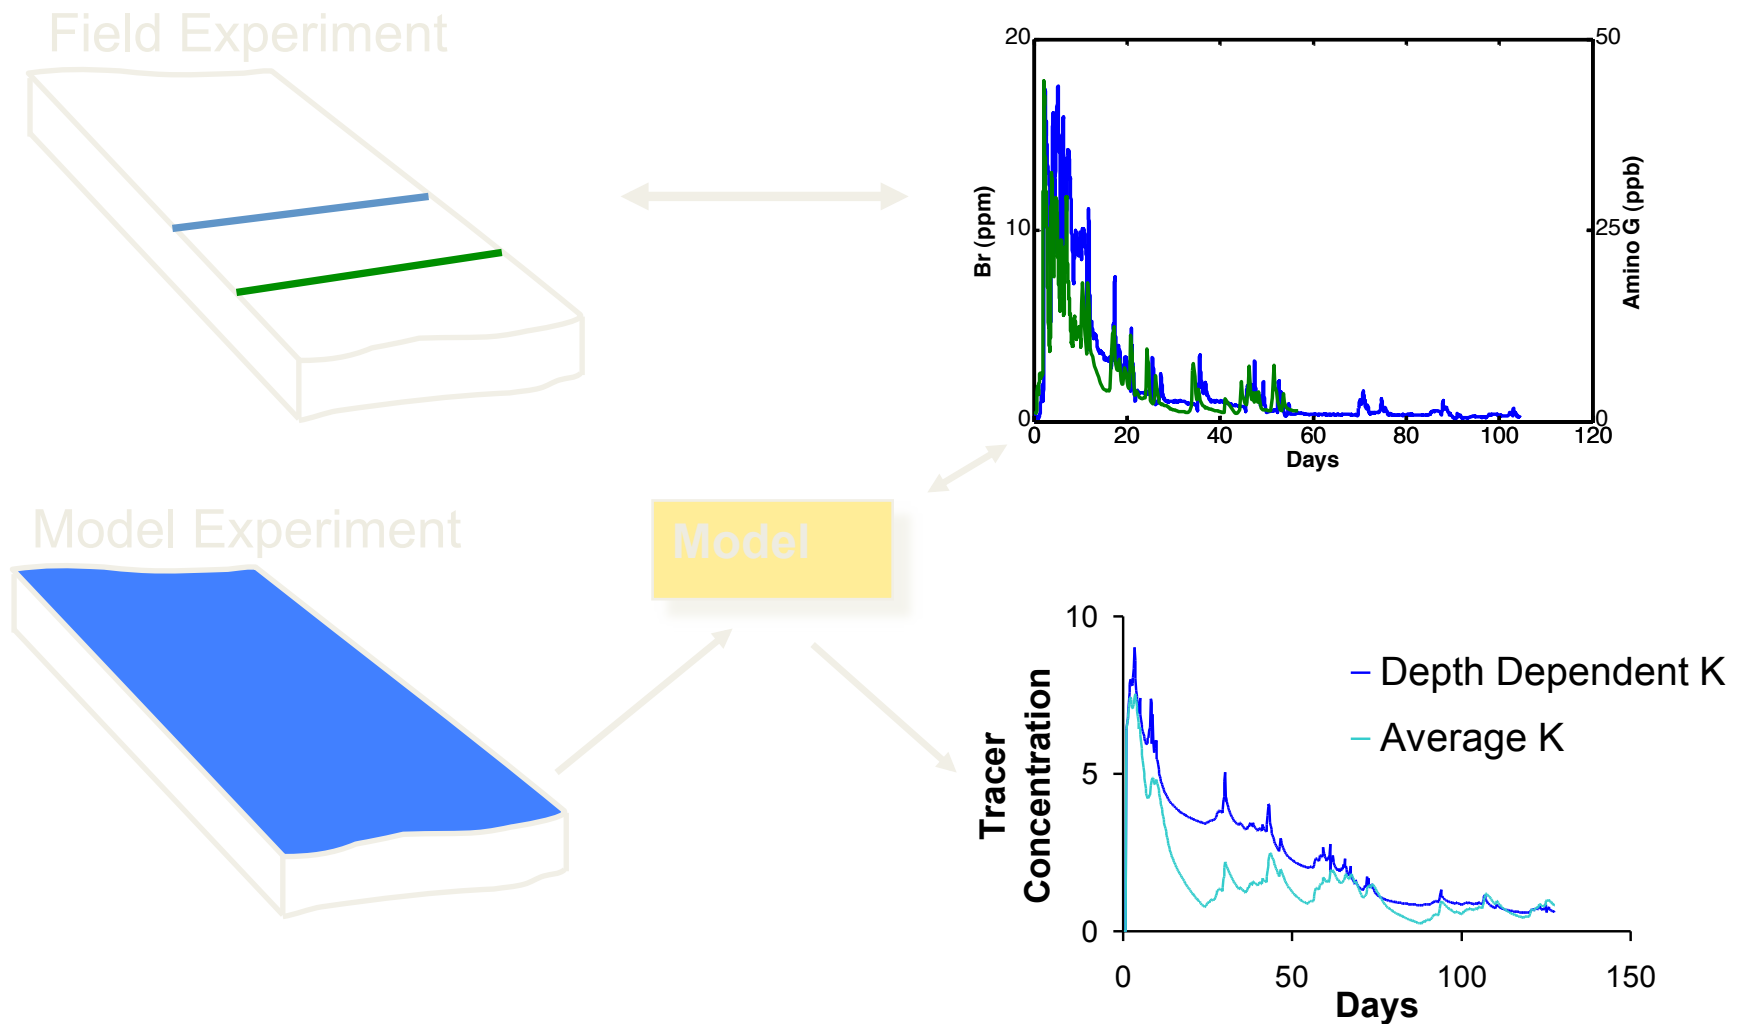 Field Experiment
20
50
Br (ppm)
10
25
Amino G (ppb)
0
0
0 20 40 60 80 100 120
Days
Model Experiment
Model
10
Depth Dependent K
Average K
Tracer
Concentration
5
0
0 50 100 150
Days